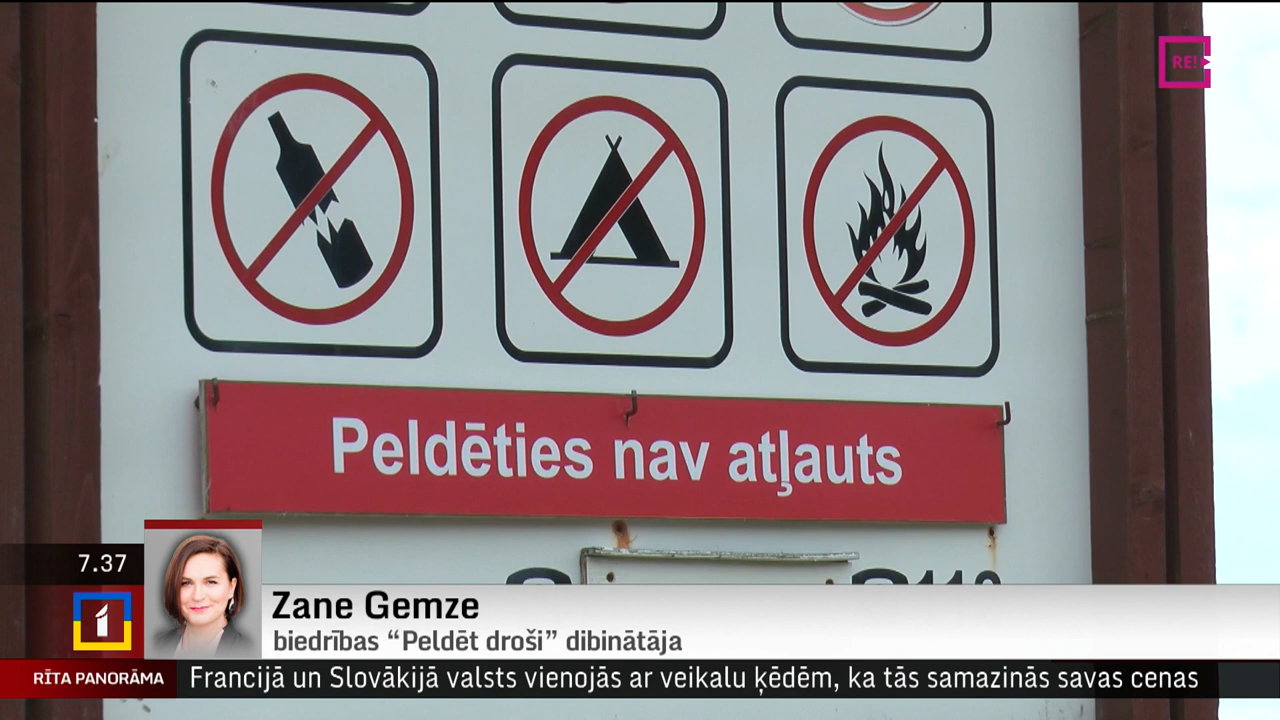 RE!
Peldēties nav atļauts
7.37
1
Zane Gemze
biedrības “Peldēt droši” dibinātāja
RĪTA PANORĀMA
Francijā un Slovākijā valsts vienojās ar veikalu ķēdēm, ka tās samazinās savas cenas